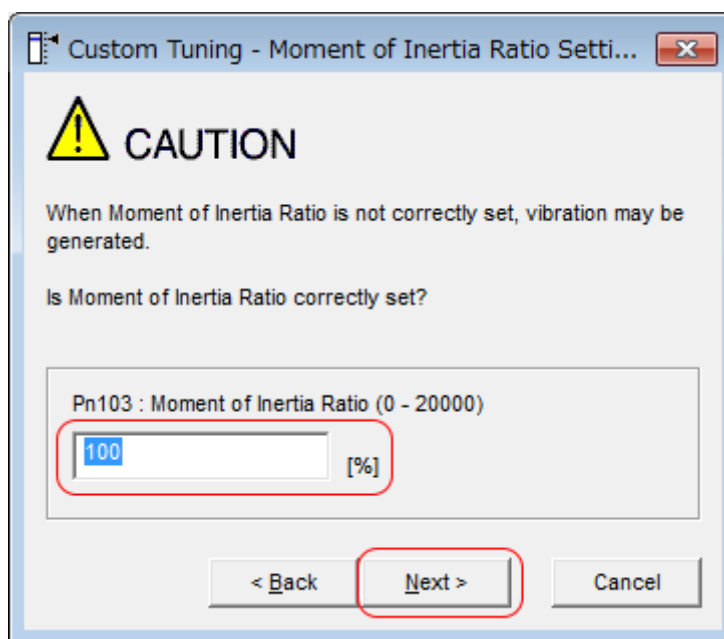 Custom Tuning - Moment of Inertia Ratio Setti...
CAUTION
When Moment of Inertia Ratio is not correctly set, vibration may be
generated.
Is Moment of Inertia Ratio correctly set?
Pn103 : Moment of Inertia Ratio (0 - 20000)
100
[%]
< Back
Next >
Cancel